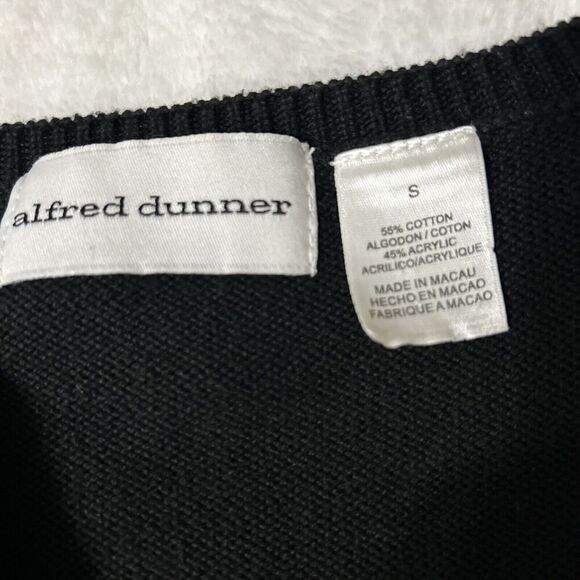 alfred dunner
S
55% COTTON
ALGODON / COTON
45% ACRYLIC
ACRILICO/ACRYLIQUE
MADE IN MACAU
HECHO EN MACAO
FABRIQUE A MACAO